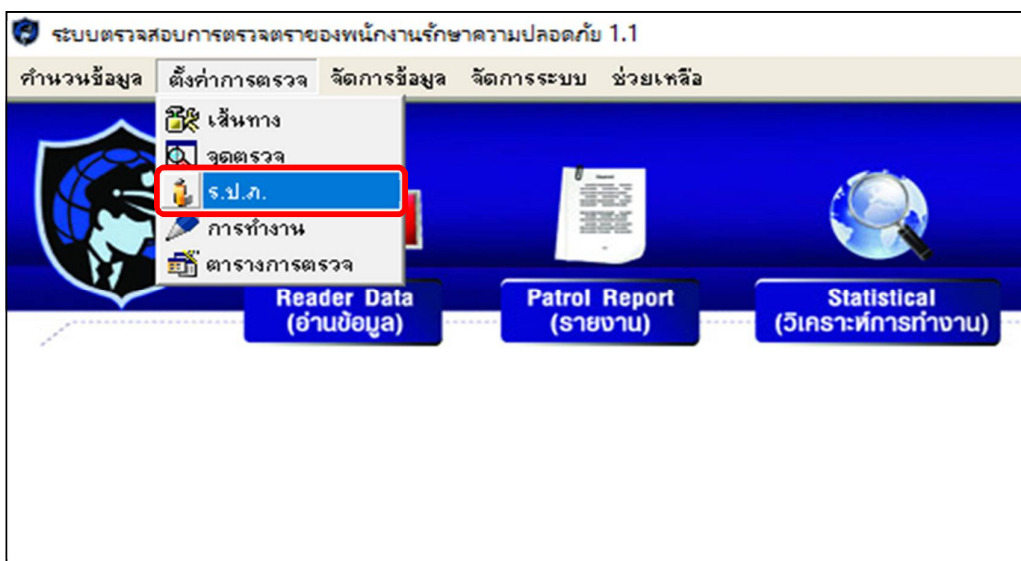 ระบบตรวจสอบการตรวจตราของพนักงานรักษาความปลอดภัย 1.1
คำนวนข้อมูล ตั้งค่าการตรวจ จัดการข้อมูล จัดการระบบ ช่วยเหลือ
เส้นทาง
จุดตรวจ
ร.ป.ภ.
การทำงาน
ตารางการตรวจ
Reader Data
(อ่านข้อมูล)
Patrol Report
(รายงาน)
Statistical
(วิเคราะห์การทำงาน)